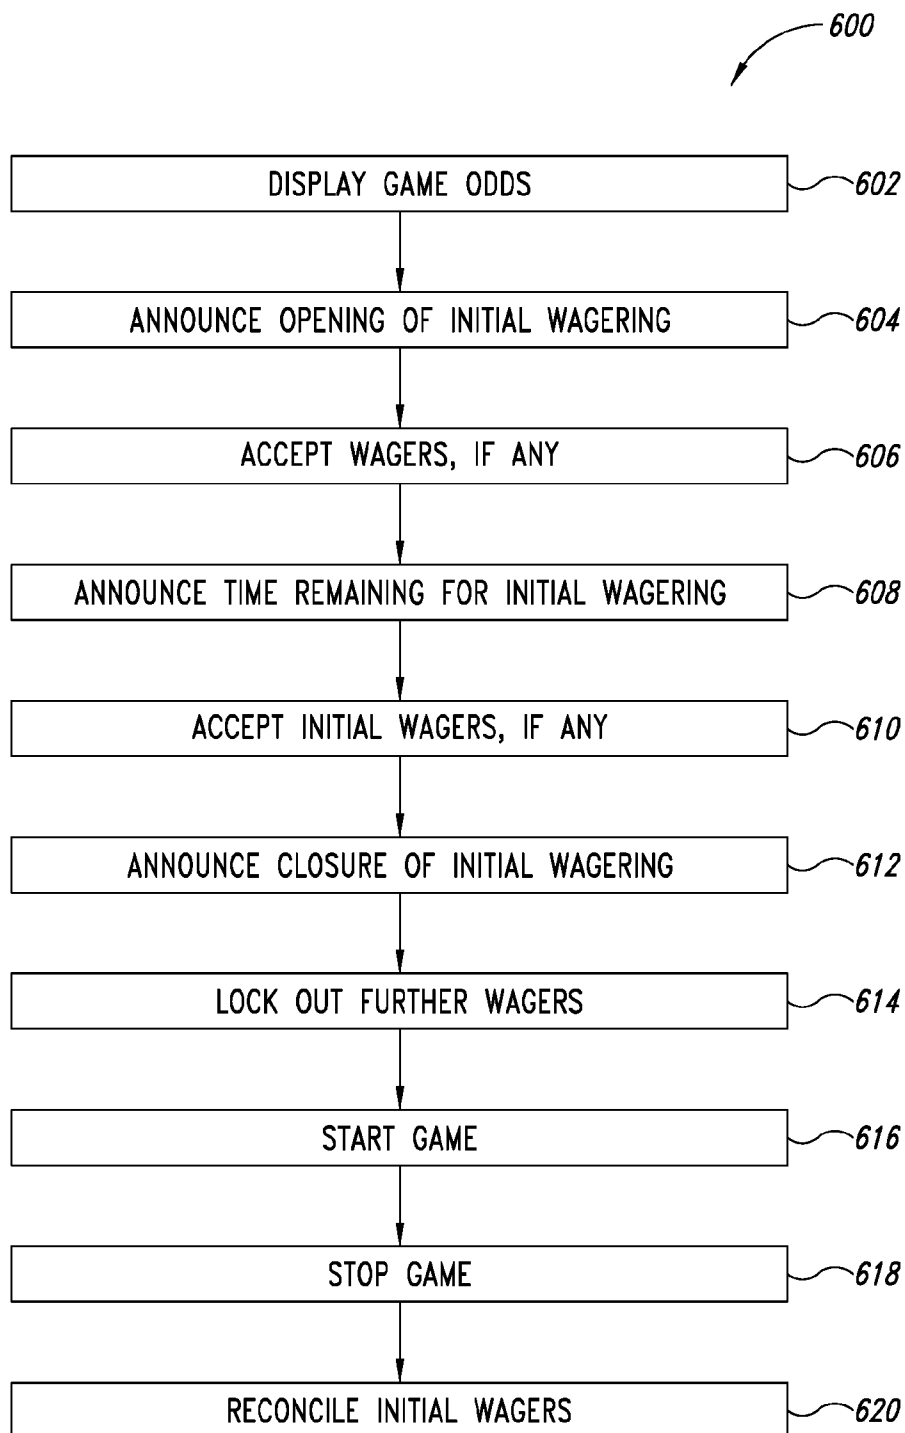 600
DISPLAY GAME ODDS 602
ANNOUNCE OPENING OF INITIAL WAGERING 604
ACCEPT WAGERS, IF ANY 606
ANNOUNCE TIME REMAINING FOR INITIAL WAGERING 608
ACCEPT INITIAL WAGERS, IF ANY 610
ANNOUNCE CLOSURE OF INITIAL WAGERING 612
LOCK OUT FURTHER WAGERS 614
START GAME 616
STOP GAME 618
RECONCILE INITIAL WAGERS 620